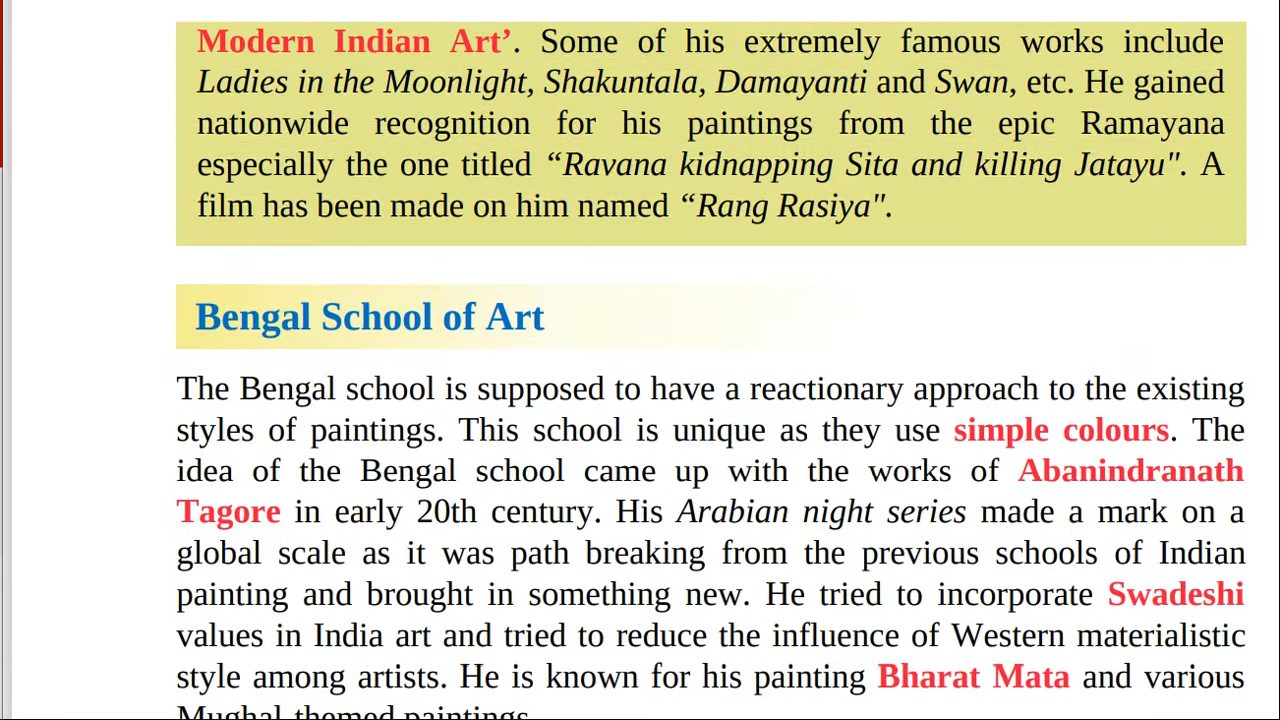 Modern Indian Art’. Some of his extremely famous works include
Ladies in the Moonlight, Shakuntala, Damayanti and Swan, etc. He gained
nationwide recognition for his paintings from the epic Ramayana
especially the one titled “Ravana kidnapping Sita and killing Jatayu". A
film has been made on him named “Rang Rasiya".
Bengal School of Art
The Bengal school is supposed to have a reactionary approach to the existing
styles of paintings. This school is unique as they use simple colours. The
idea of the Bengal school came up with the works of Abanindranath
Tagore in early 20th century. His Arabian night series made a mark on a
global scale as it was path breaking from the previous schools of Indian
painting and brought in something new. He tried to incorporate Swadeshi
values in India art and tried to reduce the influence of Western materialistic
style among artists. He is known for his painting Bharat Mata and various
Mughal-themed paintings.